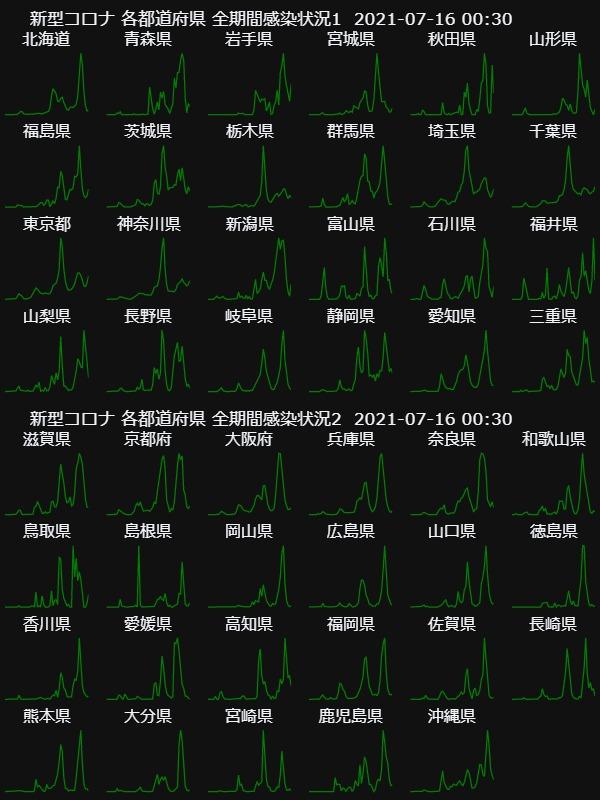 新型コロナ 各都道府県 全期間感染状況1 2021-07-16 00:30
北海道 青森県 岩手県 宮城県 秋田県 山形県
福島県 茨城県 栃木県 群馬県 埼玉県 千葉県
東京都 神奈川県 新潟県 富山県 石川県 福井県
山梨県 長野県 岐阜県 静岡県 愛知県 三重県
新型コロナ 各都道府県 全期間感染状況2 2021-07-16 00:30
滋賀県 京都府 大阪府 兵庫県 奈良県 和歌山県
鳥取県 島根県 岡山県 広島県 山口県 徳島県
香川県 愛媛県 高知県 福岡県 佐賀県 長崎県
熊本県 大分県 宮崎県 鹿児島県 沖縄県